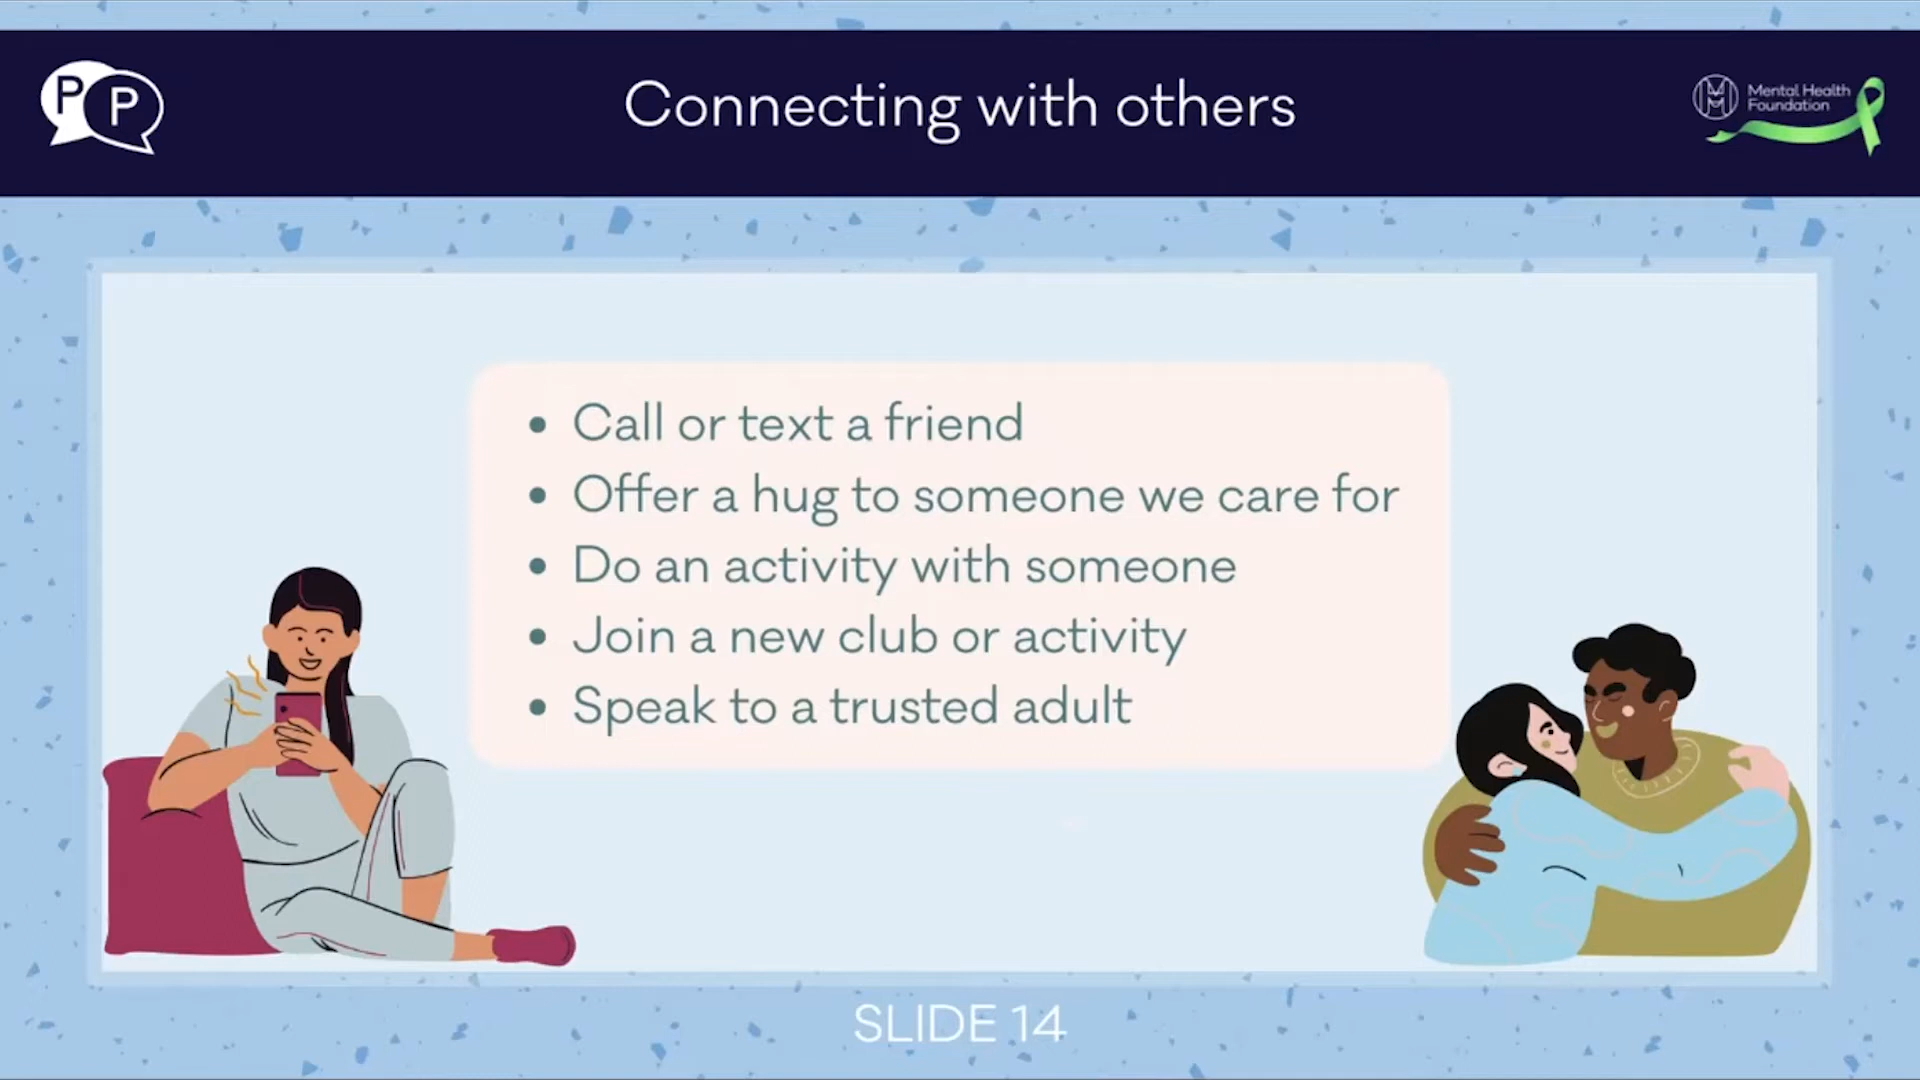 P P
Connecting with others
Mental Health
Foundation
• Call or text a friend
• Offer a hug to someone we care for
• Do an activity with someone
• Join a new club or activity
• Speak to a trusted adult
SLIDE 14